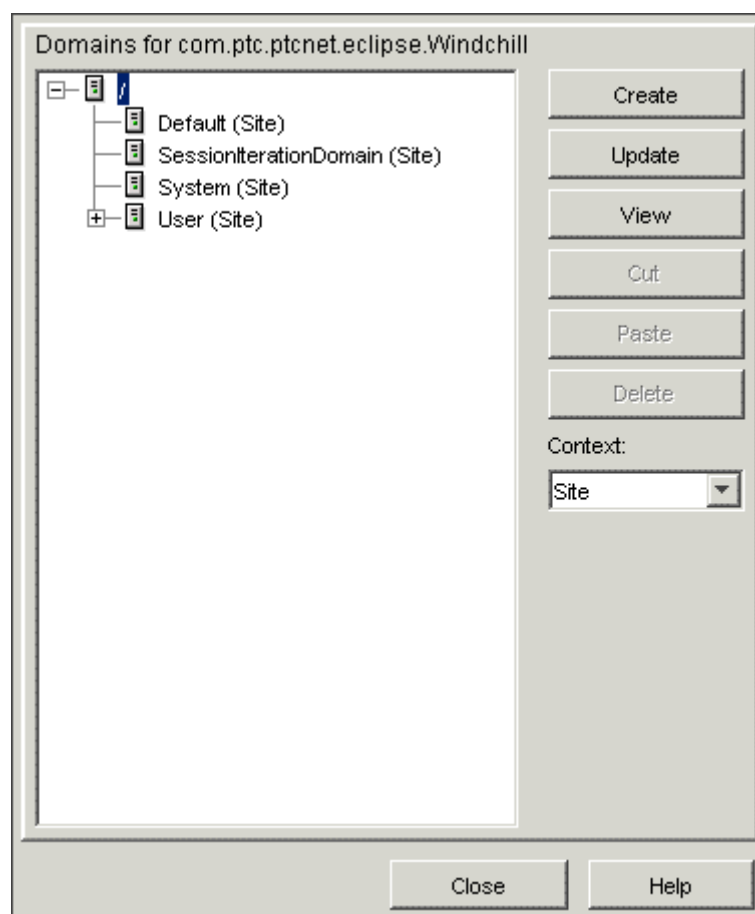 Domains for com.ptc.ptcnet.eclipse.Windchill
/
Default (Site)
SessionIterationDomain (Site)
System (Site)
User (Site)
Create
Update
View
Cut
Paste
Delete
Context:
Site
Close
Help